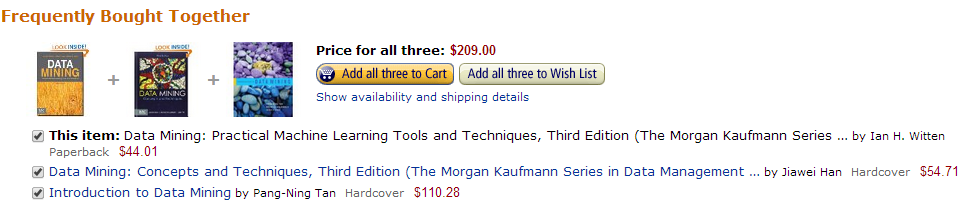 Frequently Bought Together
LOOK INSIDE!
LOOK INSIDE!
DATA
MINING
DATA MINING
DATA MINING
+
+
Price for all three: $209.00
Add all three to Cart
Add all three to Wish List
Show availability and shipping details
This item: Data Mining: Practical Machine Learning Tools and Techniques, Third Edition (The Morgan Kaufmann Series ... by Ian H. Witten
Paperback $44.01
Data Mining: Concepts and Techniques, Third Edition (The Morgan Kaufmann Series in Data Management ... by Jiawei Han Hardcover $54.71
Introduction to Data Mining by Pang-Ning Tan Hardcover $110.28